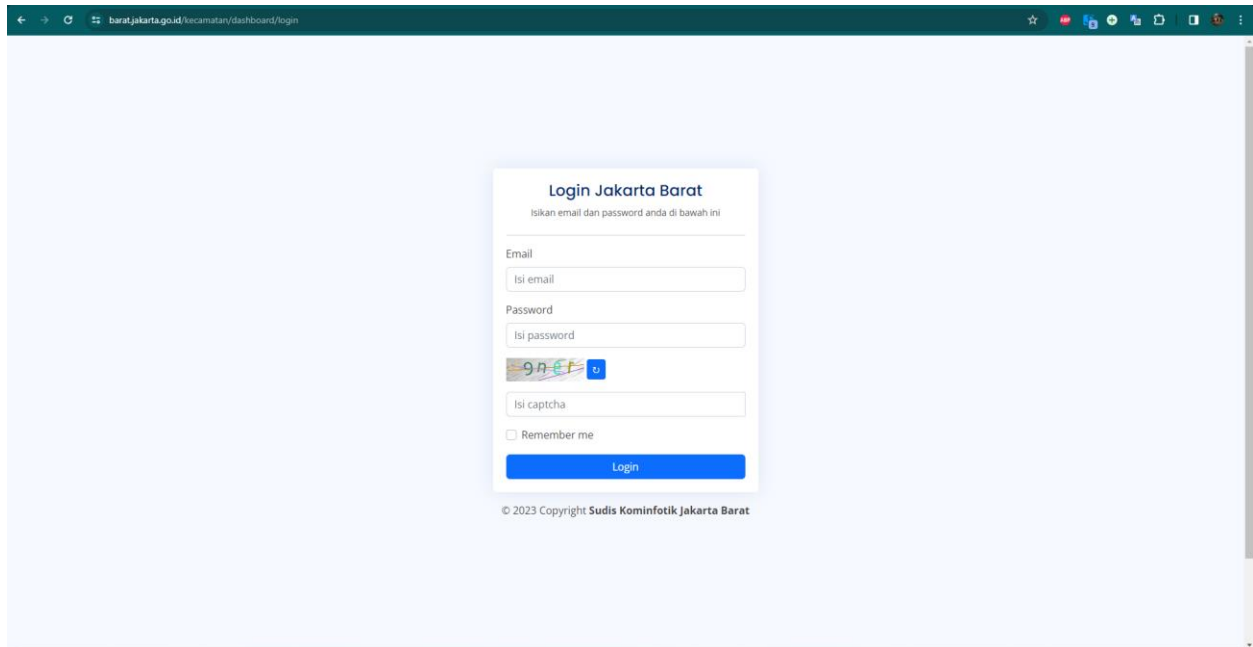 barat.jakarta.go.id/kecamatan/dashboard/login
Login Jakarta Barat
Isikan email dan password anda di bawah ini
Email
Isi email
Password
Isi password
9ner
Isi captcha
Remember me
Login
© 2023 Copyright Sudis Kominfotik Jakarta Barat